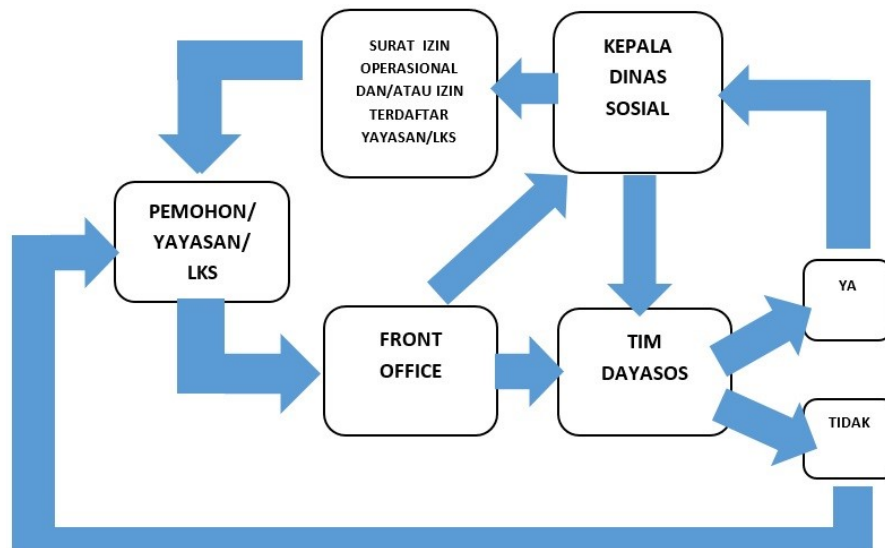 SURAT IZIN
OPERASIONAL
DAN/ATAU IZIN
TERDAFTAR
YAYASAN/LKS
KEPALA
DINAS
SOSIAL
PEMOHON/
YAYASAN/
LKS
FRONT
OFFICE
TIM
DAYASOS
YA
TIDAK